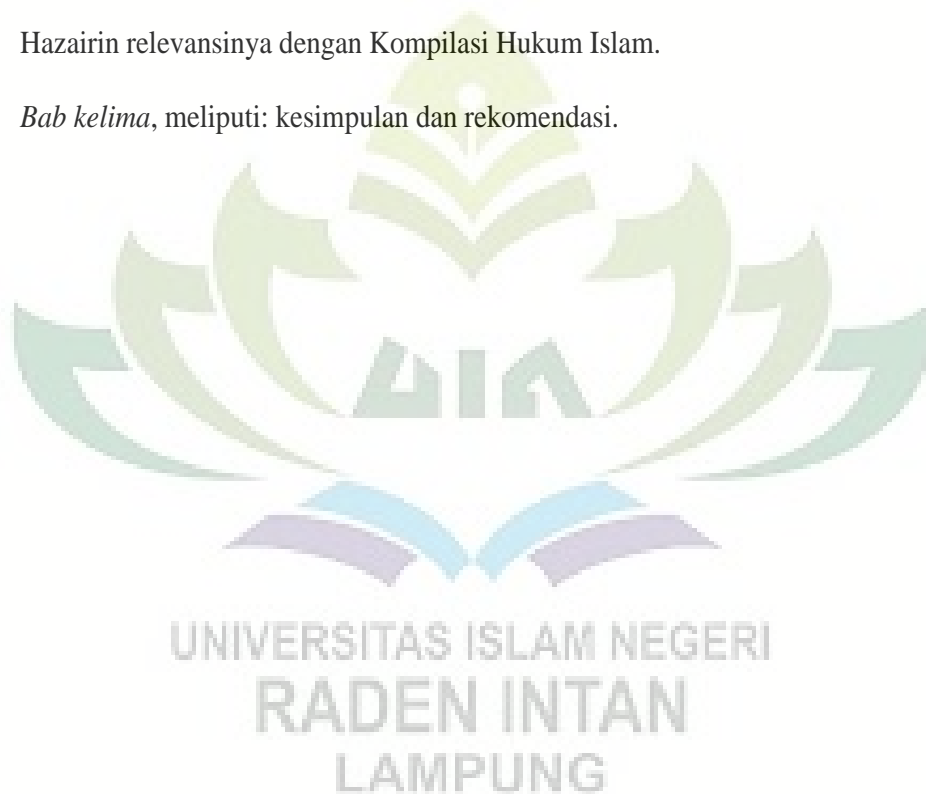 Hazairin relevansinya dengan Kompilasi Hukum Islam.
Bab kelima, meliputi: kesimpulan dan rekomendasi.
UIN
UNIVERSITAS ISLAM NEGERI
RADEN INTAN
LAMPUNG